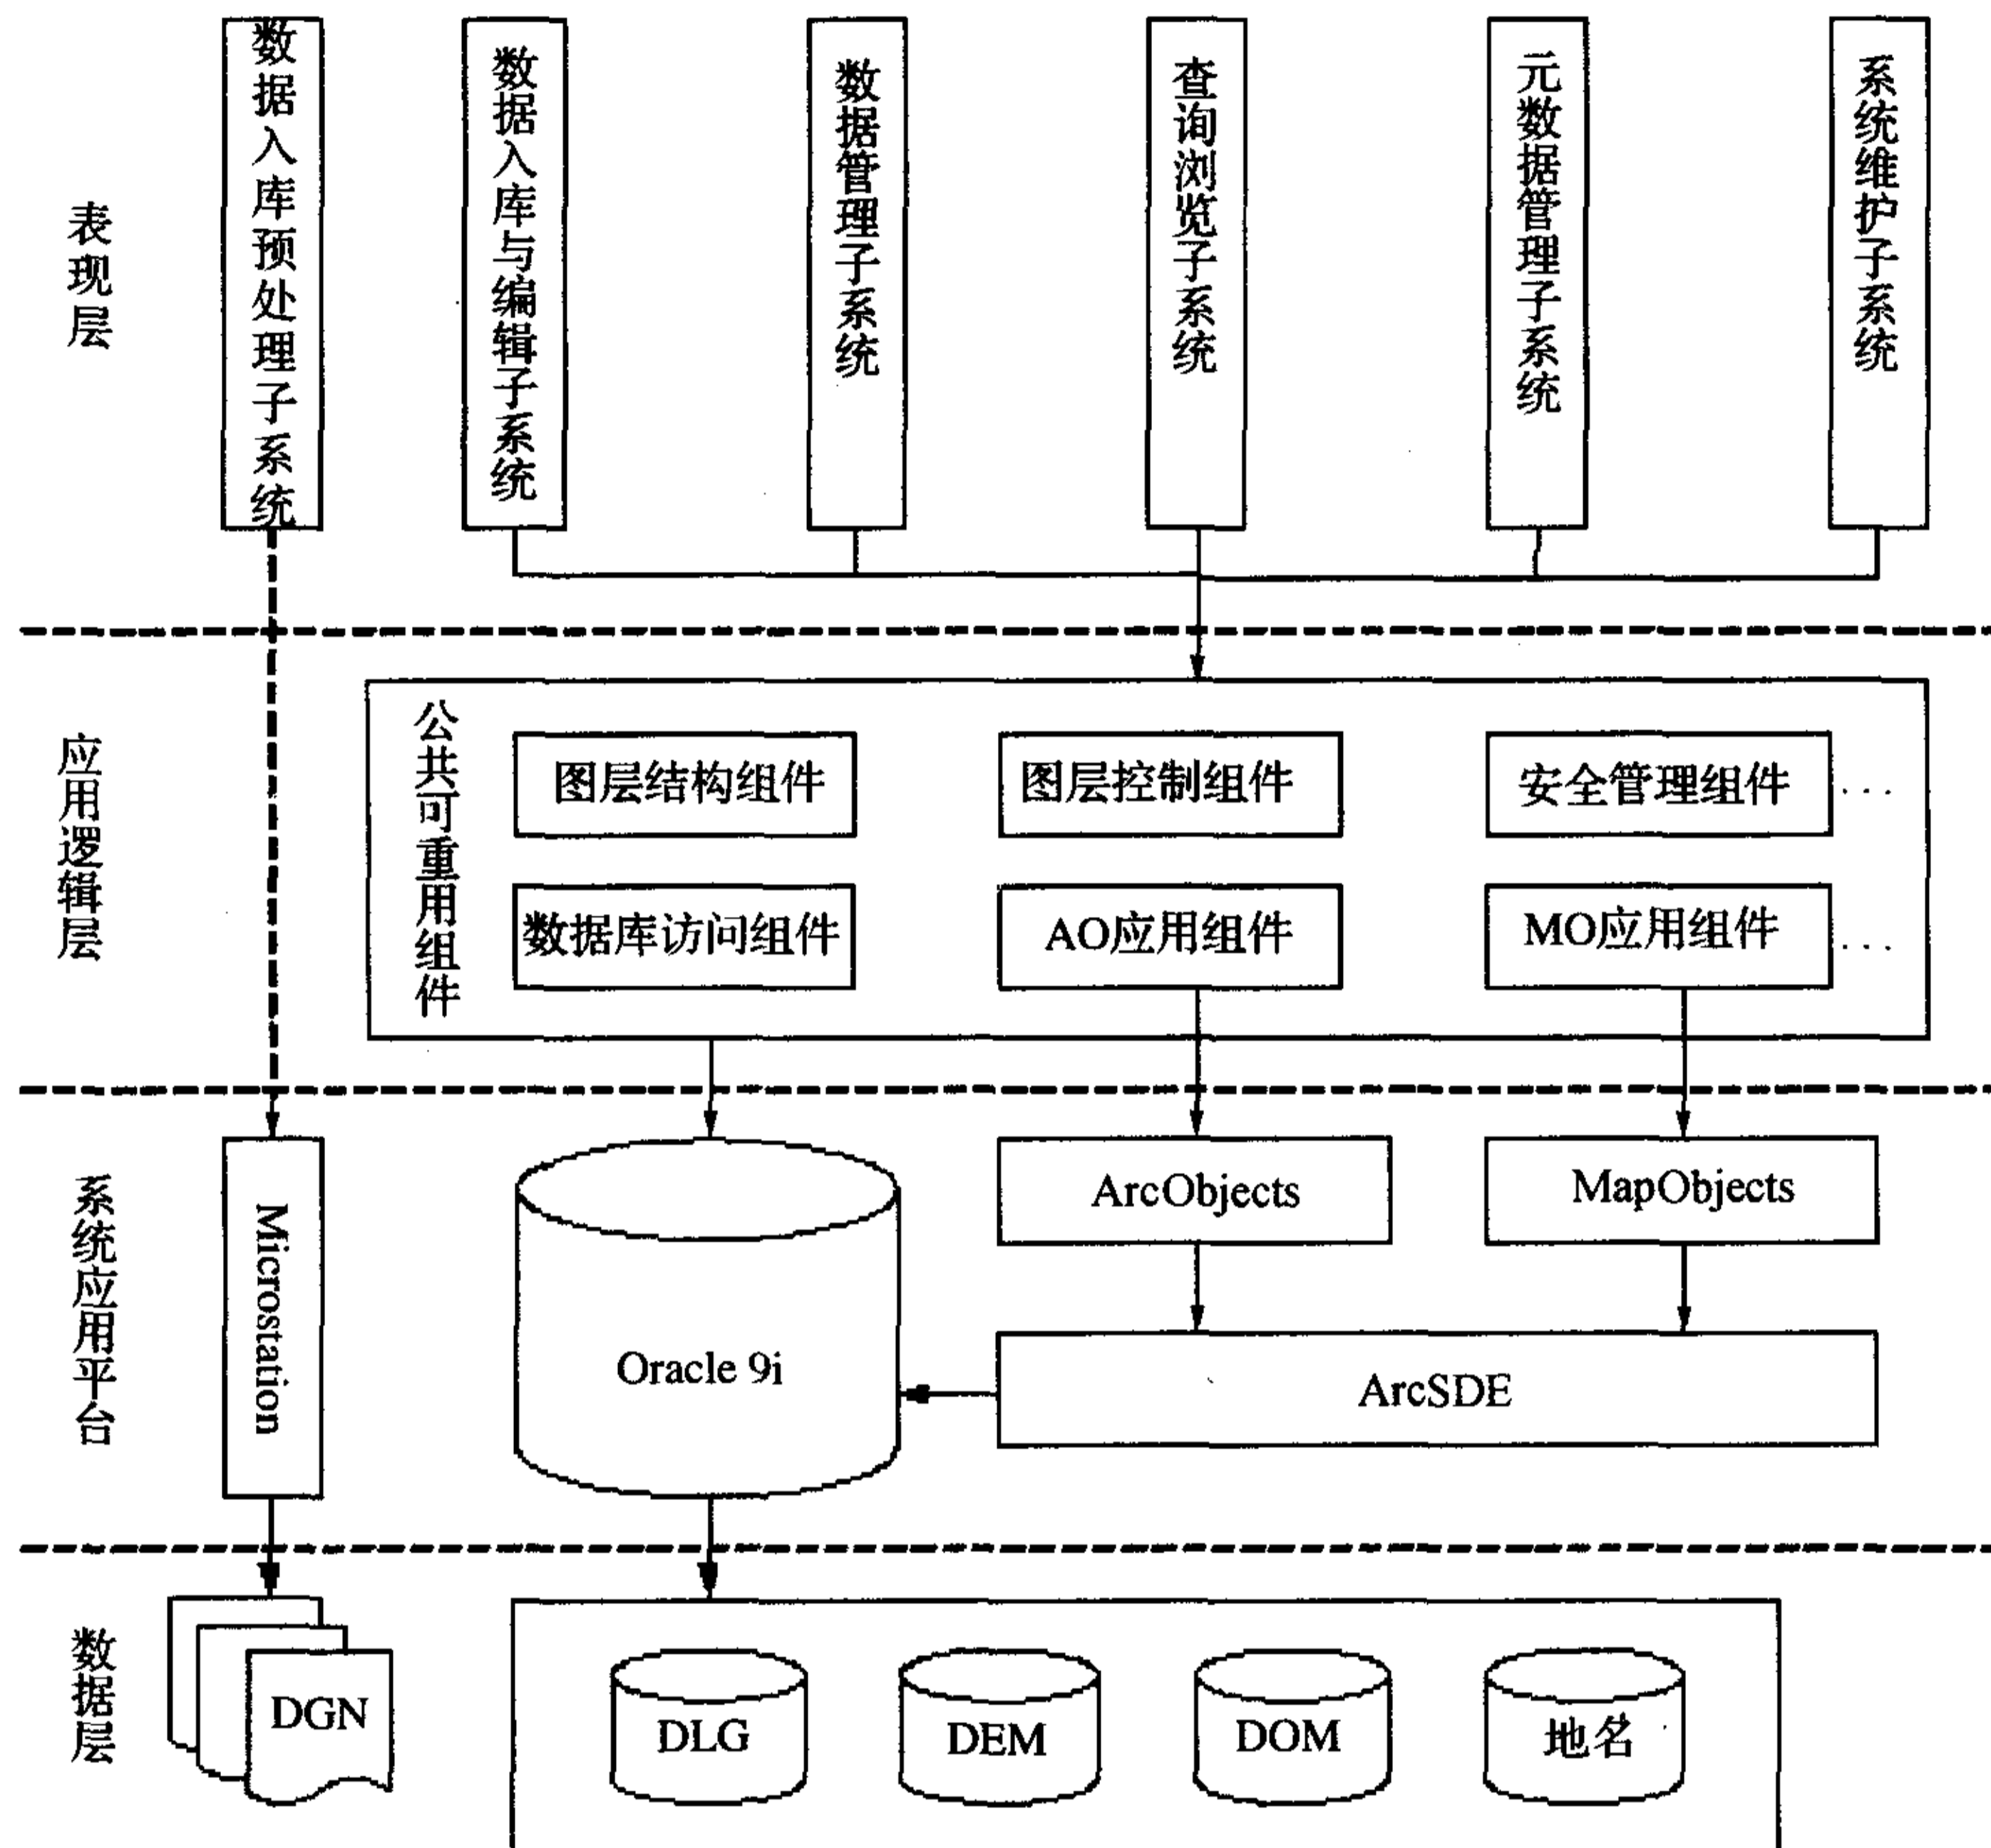 表现层
数据入库预处理子系统
数据入库与编辑子系统
数据管理子系统
查询浏览子系统
元数据管理子系统
系统维护子系统
应用逻辑层
公共可重用组件
图层结构组件
图层控制组件
安全管理组件
...
数据库访问组件
AO应用组件
MO应用组件
...
系统应用平台
Microstation
Oracle 9i
ArcObjects
MapObjects
ArcSDE
数据层
DGN
DLG
DEM
DOM
地名